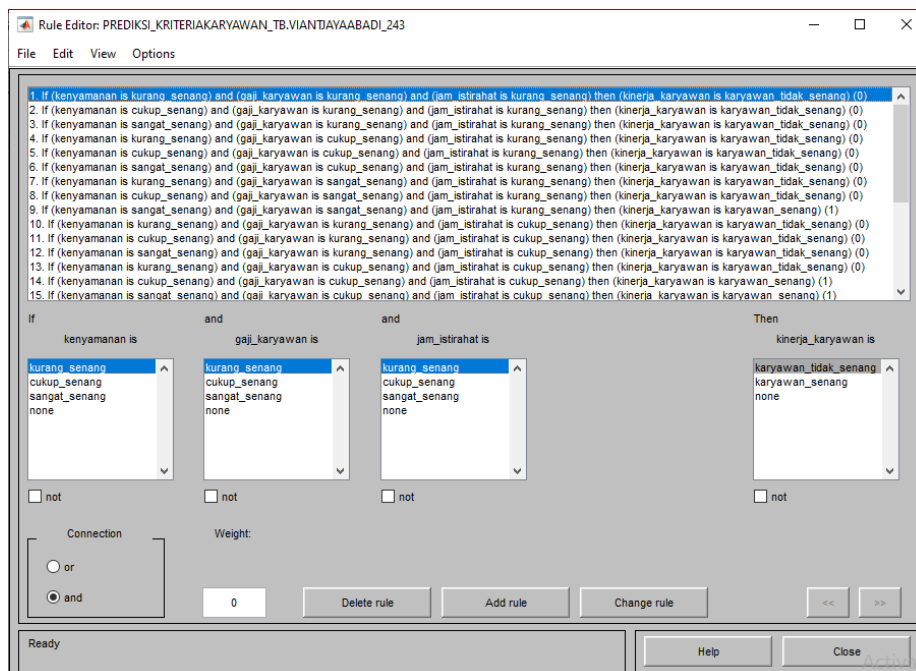 Rule Editor: PREDIKSI_KRITERIAKARYAWAN_TB.VIANTJAYAABADI_243
File Edit View Options
1. If (kenyamanan is kurang_senang) and (gaji_karyawan is kurang_senang) and (jam_istirahat is kurang_senang) then (kinerja_karyawan is karyawan_tidak_senang) (0)
2. If (kenyamanan is cukup_senang) and (gaji_karyawan is kurang_senang) and (jam_istirahat is kurang_senang) then (kinerja_karyawan is karyawan_tidak_senang) (0)
3. If (kenyamanan is sangat_senang) and (gaji_karyawan is kurang_senang) and (jam_istirahat is kurang_senang) then (kinerja_karyawan is karyawan_tidak_senang) (0)
4. If (kenyamanan is kurang_senang) and (gaji_karyawan is cukup_senang) and (jam_istirahat is kurang_senang) then (kinerja_karyawan is karyawan_tidak_senang) (0)
5. If (kenyamanan is cukup_senang) and (gaji_karyawan is cukup_senang) and (jam_istirahat is kurang_senang) then (kinerja_karyawan is karyawan_tidak_senang) (0)
6. If (kenyamanan is sangat_senang) and (gaji_karyawan is cukup_senang) and (jam_istirahat is kurang_senang) then (kinerja_karyawan is karyawan_tidak_senang) (0)
7. If (kenyamanan is kurang_senang) and (gaji_karyawan is sangat_senang) and (jam_istirahat is kurang_senang) then (kinerja_karyawan is karyawan_tidak_senang) (0)
8. If (kenyamanan is cukup_senang) and (gaji_karyawan is sangat_senang) and (jam_istirahat is kurang_senang) then (kinerja_karyawan is karyawan_tidak_senang) (0)
9. If (kenyamanan is sangat_senang) and (gaji_karyawan is sangat_senang) and (jam_istirahat is kurang_senang) then (kinerja_karyawan is karyawan_senang) (1)
10. If (kenyamanan is kurang_senang) and (gaji_karyawan is kurang_senang) and (jam_istirahat is cukup_senang) then (kinerja_karyawan is karyawan_tidak_senang) (0)
11. If (kenyamanan is cukup_senang) and (gaji_karyawan is kurang_senang) and (jam_istirahat is cukup_senang) then (kinerja_karyawan is karyawan_tidak_senang) (0)
12. If (kenyamanan is sangat_senang) and (gaji_karyawan is kurang_senang) and (jam_istirahat is cukup_senang) then (kinerja_karyawan is karyawan_tidak_senang) (0)
13. If (kenyamanan is kurang_senang) and (gaji_karyawan is cukup_senang) and (jam_istirahat is cukup_senang) then (kinerja_karyawan is karyawan_tidak_senang) (0)
14. If (kenyamanan is cukup_senang) and (gaji_karyawan is cukup_senang) and (jam_istirahat is cukup_senang) then (kinerja_karyawan is karyawan_senang) (1)
15. If (kenyamanan is sangat_senang) and (gaji_karyawan is cukup_senang) and (jam_istirahat is cukup_senang) then (kinerja_karyawan is karyawan_senang) (1)
If and and Then
kenyamanan is gaji_karyawan is jam_istirahat is kinerja_karyawan is
kurang_senang kurang_senang kurang_senang karyawan_tidak_senang
cukup_senang cukup_senang cukup_senang karyawan_senang
sangat_senang sangat_senang sangat_senang none
none none none
not not not not
Connection Weight:
or
and 0 Delete rule Add rule Change rule << >>
Ready Help Close